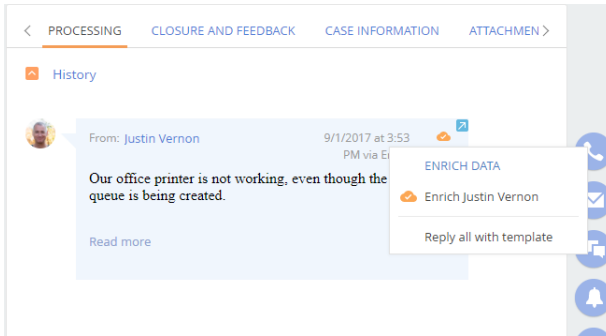 PROCESSING CLOSURE AND FEEDBACK CASE INFORMATION ATTACHMEN
History
From: Justin Vernon 9/1/2017 at 3:53
PM via
ENRICH DATA
Our office printer is not working, even though the
Enrich Justin Vernon
queue is being created.
Reply all with template
Read more